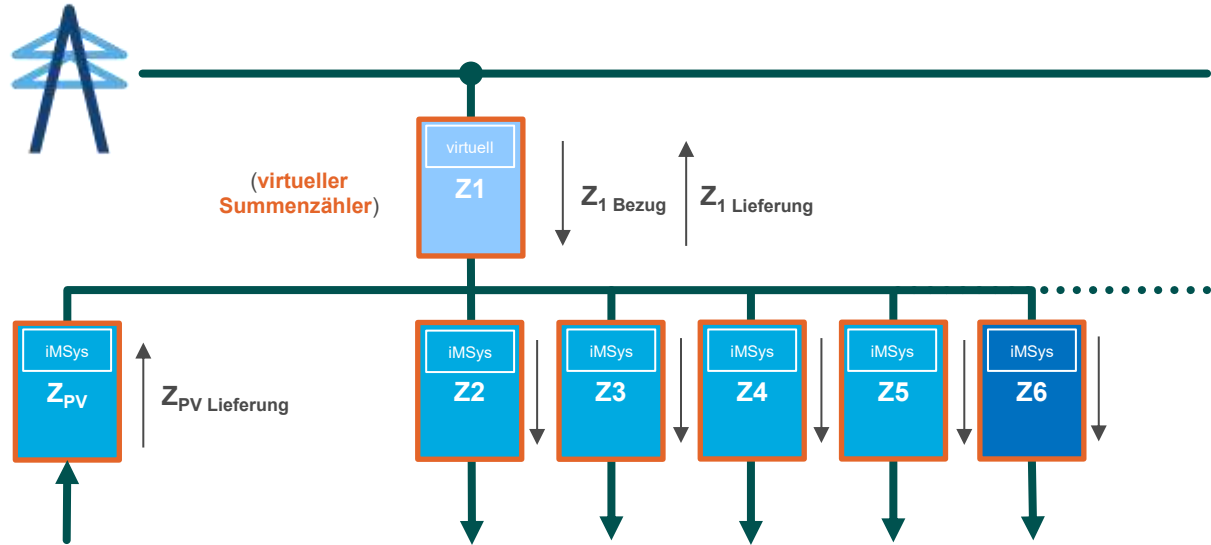 virtuell
Z1
(virtueller
Summenzähler)
Z1 Bezug
Z1 Lieferung
iMSys
ZPV
ZPV Lieferung
iMSys
Z2
iMSys
Z3
iMSys
Z4
iMSys
Z5
iMSys
Z6